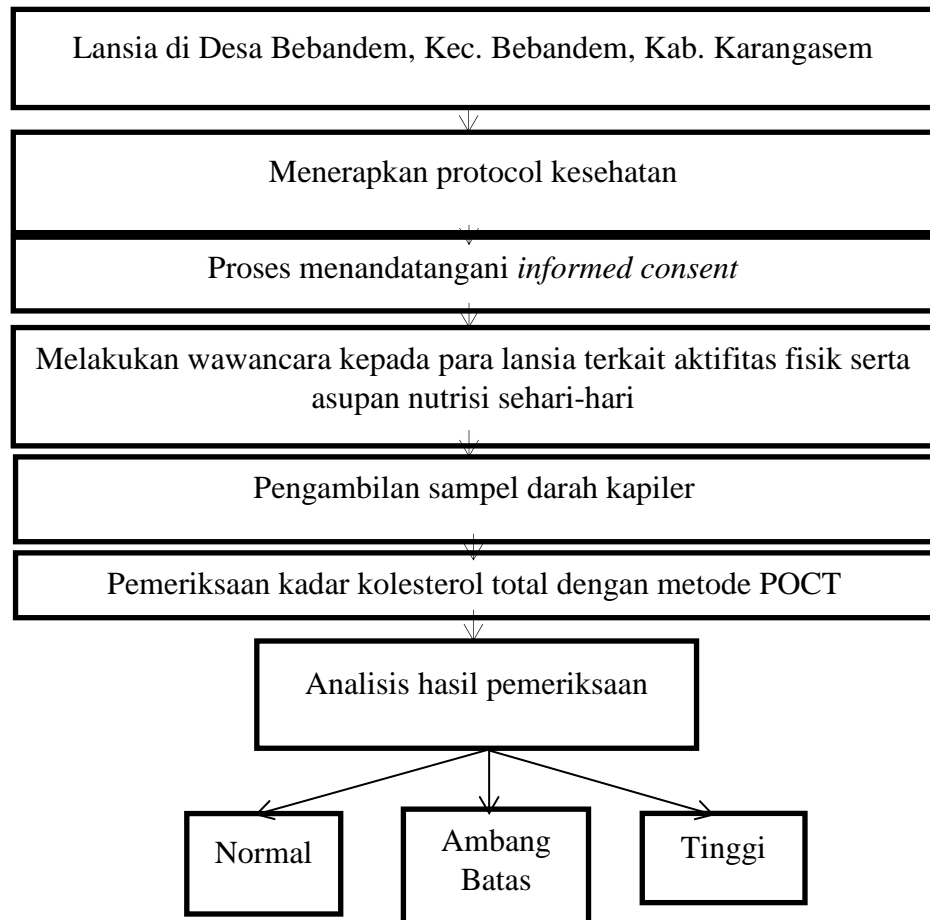 Lansia di Desa Bebandem, Kec. Bebandem, Kab. Karangasem
Menerapkan protocol kesehatan
Proses menandatangani informed consent
Melakukan wawancara kepada para lansia terkait aktifitas fisik serta
asupan nutrisi sehari-hari
Pengambilan sampel darah kapiler
Pemeriksaan kadar kolesterol total dengan metode POCT
Analisis hasil pemeriksaan
Normal
Ambang
Batas
Tinggi